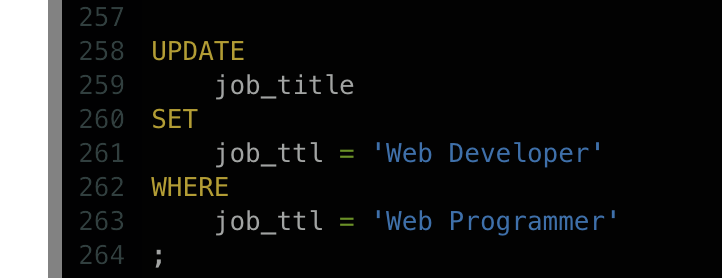 257
258 UPDATE
259     job_title
260 SET
261     job_ttl = 'Web Developer'
262 WHERE
263     job_ttl = 'Web Programmer'
264 ;